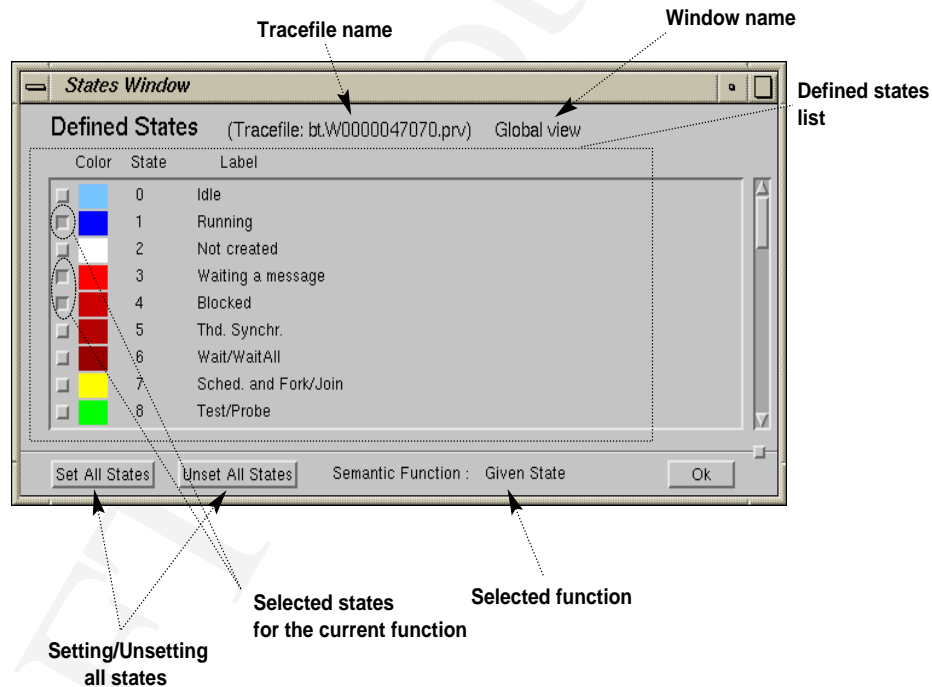 Tracefile name
Window name
States Window
Defined states
list
Defined States (Tracefile: bt.W0000047070.prv) Global view
Color State Label
0 Idle
1 Running
2 Not created
3 Waiting a message
4 Blocked
5 Thd. Synchr.
6 Wait/WaitAll
7 Sched. and Fork/Join
8 Test/Probe
Set All States Unset All States Semantic Function : Given State Ok
Selected states
for the current function
Selected function
Setting/Unsetting
all states